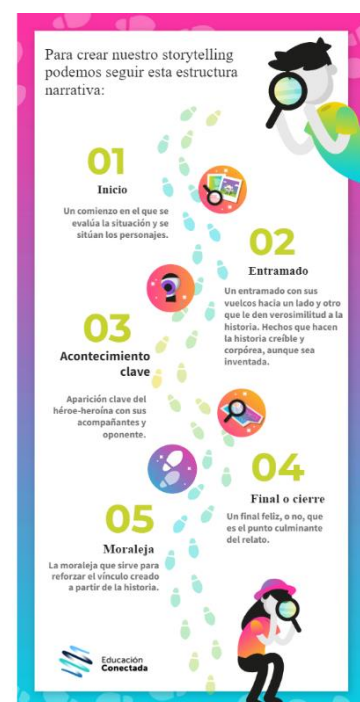 Para crear nuestro storytelling
podemos seguir esta estructura
narrativa:
01
Inicio
Un comienzo en el que se
evalúa la situación y se
sitúan los personajes.
02
Entramado
Un entramado con sus
vuelcos hacia un lado y otro
que le den verosimilitud a la
historia. Hechos que hacen
la historia creíble y
corpórea, aunque sea
inventada.
03
Acontecimiento
clave
Aparición clave del
héroe-heroína con sus
acompañantes y
oponente.
04
Final o cierre
Un final feliz, o no, que
es el punto culminante
del relato.
05
Moraleja
La moraleja que sirve para
reforzar el vínculo creado
a partir de la historia.
Educación
Conectada